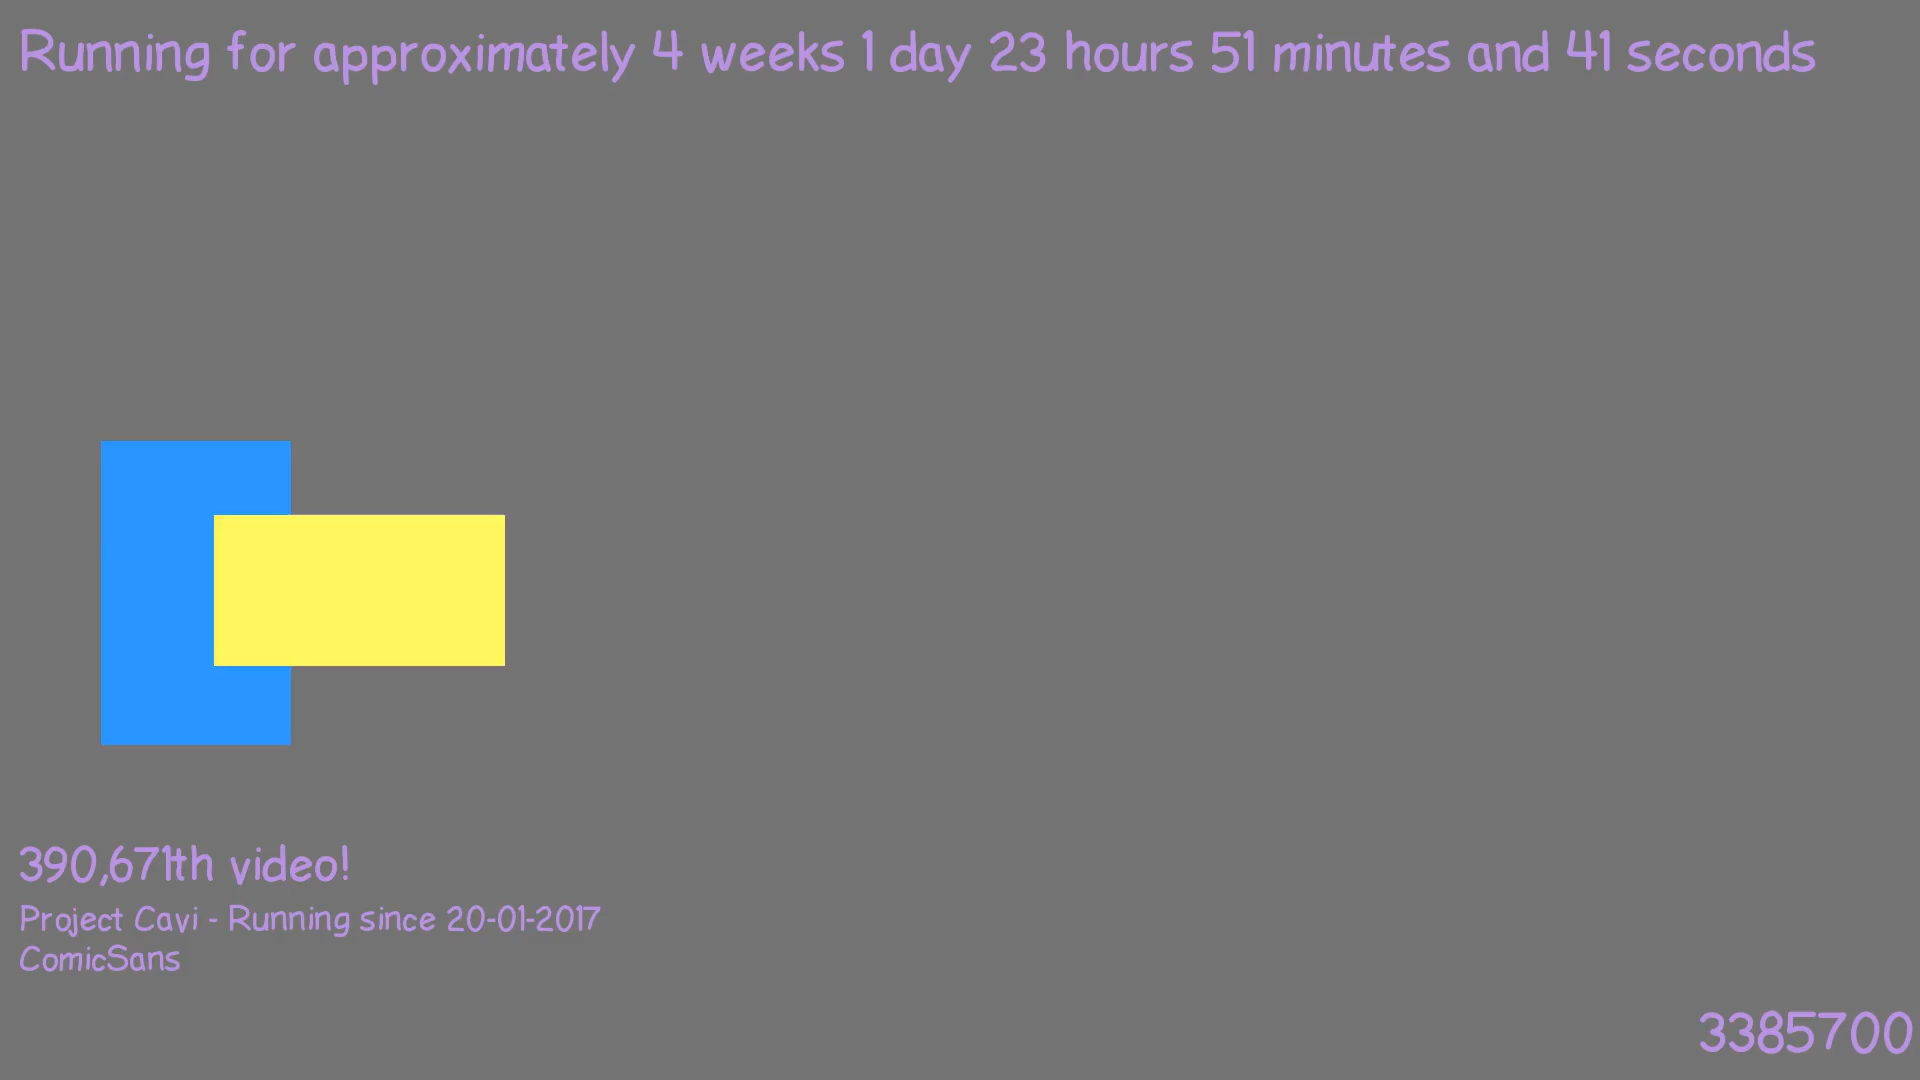 Running for approximately 4 weeks 1 day 23 hours 51 minutes and 41 seconds
390,671th video!
Project Cavi - Running since 20-01-2017
ComicSans
3385700